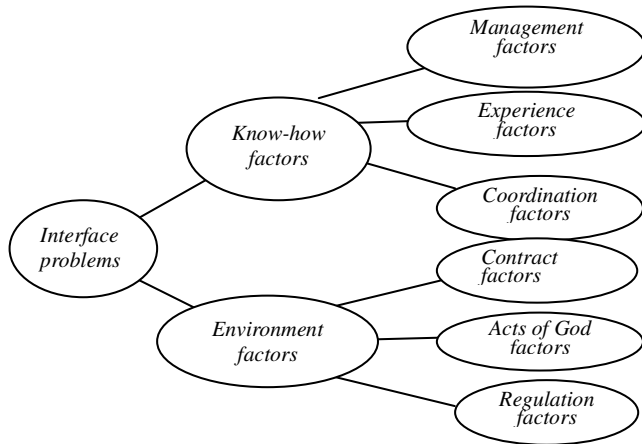 Management
factors
Experience
factors
Know-how
factors
Coordination
factors
Interface
problems
Contract
factors
Environment
factors
Acts of God
factors
Regulation
factors